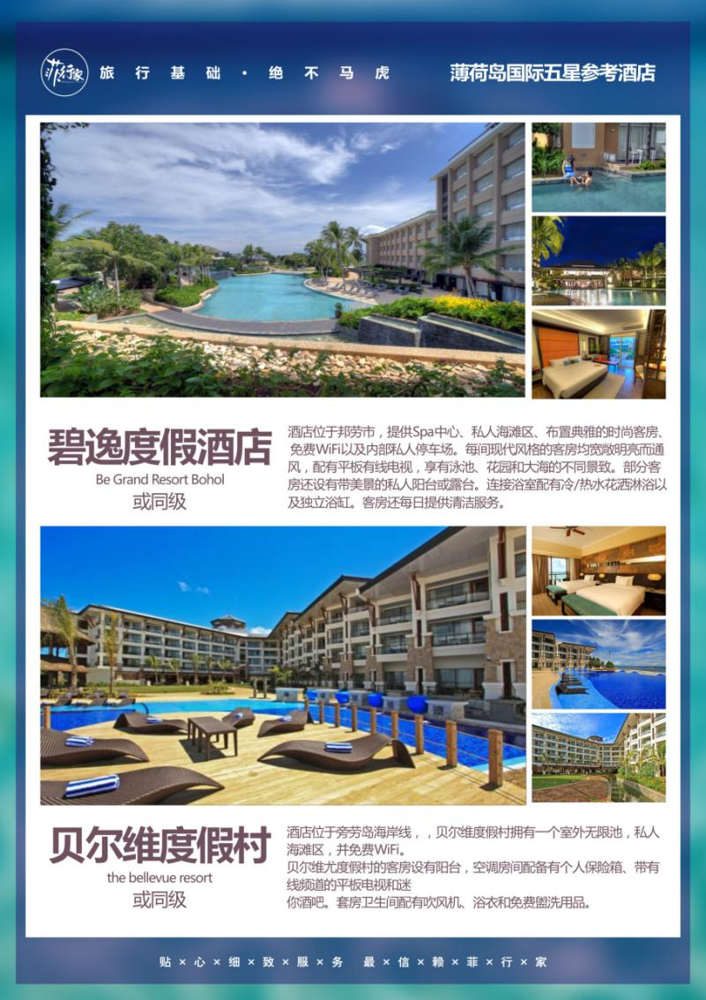 菲行家
旅行基础·绝不马虎
薄荷岛国际五星参考酒店
碧逸度假酒店
Be Grand Resort Bohol
或同级
酒店位于邦劳市，提供Spa中心、私人海滩区、布置典雅的时尚客房、
免费WiFi以及内部私人停车场。每间现代风格的客房均宽敞明亮而通
风，配有平板有线电视，享有泳池、花园和大海的不同景致。部分客
房还设有带美景的私人阳台或露台。连接浴室配有冷/热水花洒淋浴以
及独立浴缸。客房还每日提供清洁服务。
贝尔维度假村
the bellevue resort
或同级
酒店位于旁劳岛海岸线，，贝尔维度假村拥有一个室外无限池，私人
海滩区，并免费WiFi。
贝尔维尤度假村的客房设有阳台，空调房间配备有个人保险箱、带有
线频道的平板电视和迷
你酒吧。套房卫生间配有吹风机、浴衣和免费盥洗用品。
贴×心×细×致×服×务 最×信×赖×菲×行×家